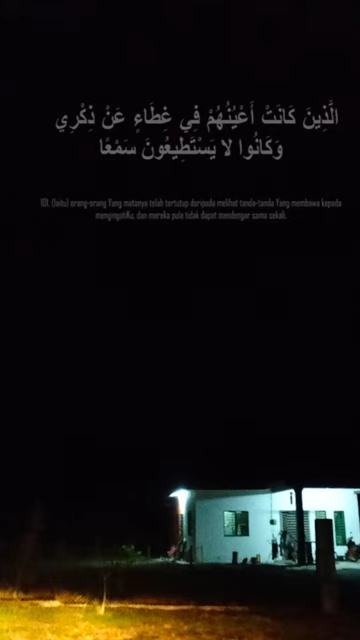 الَّذِينَ كَانَتْ أَعْيُنُهُمْ فِي غِطَاءٍ عَنْ ذِكْرِي
وَكَانُوا لا يَسْتَطِيعُونَ سَمْعًا
101. (Iaitu) orang-orang Yang matanya telah tertutup daripada melihat tanda-tanda Yang membawa kepada
mengingatiKu, dan mereka pula tidak dapat mendengar sama sekali.